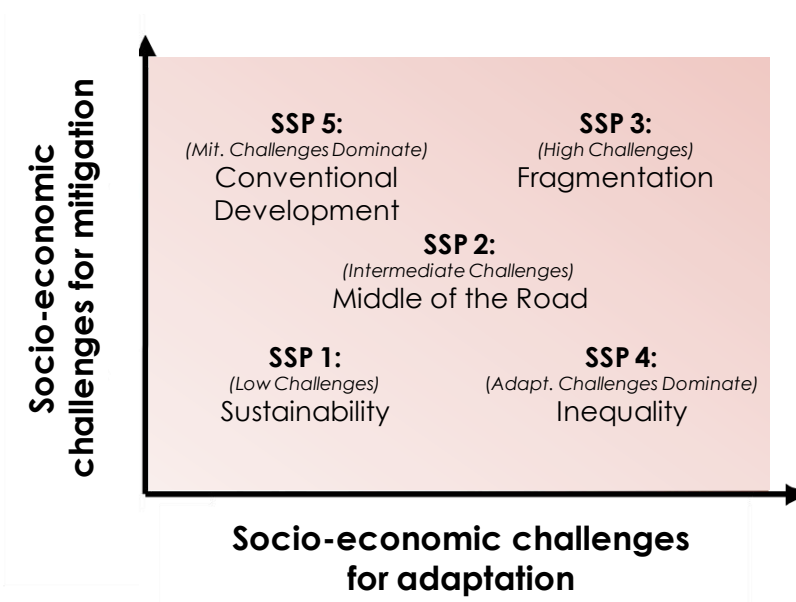 Socio-economic
challenges for mitigation
SSP 5:
(Mit. Challenges Dominate)
Conventional
Development
SSP 3:
(High Challenges)
Fragmentation
SSP 2:
(Intermediate Challenges)
Middle of the Road
SSP 1:
(Low Challenges)
Sustainability
SSP 4:
(Adapt. Challenges Dominate)
Inequality
Socio-economic challenges
for adaptation